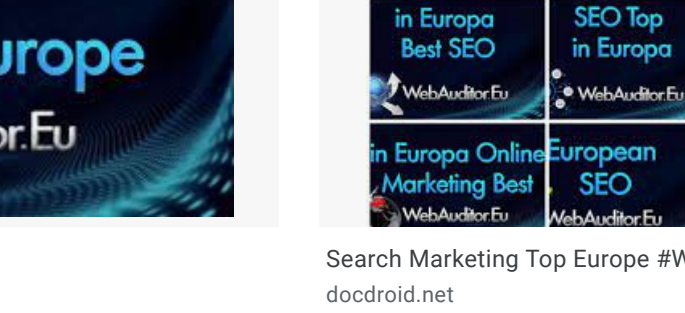 urope
or.Eu
in Europa
Best SEO
WebAuditor.Eu
SEO Top
in Europa
WebAuditor.Eu
in Europa Online
Marketing Best
WebAuditor.Eu
European
SEO
WebAuditor.Eu
Search Marketing Top Europe #W
docdroid.net